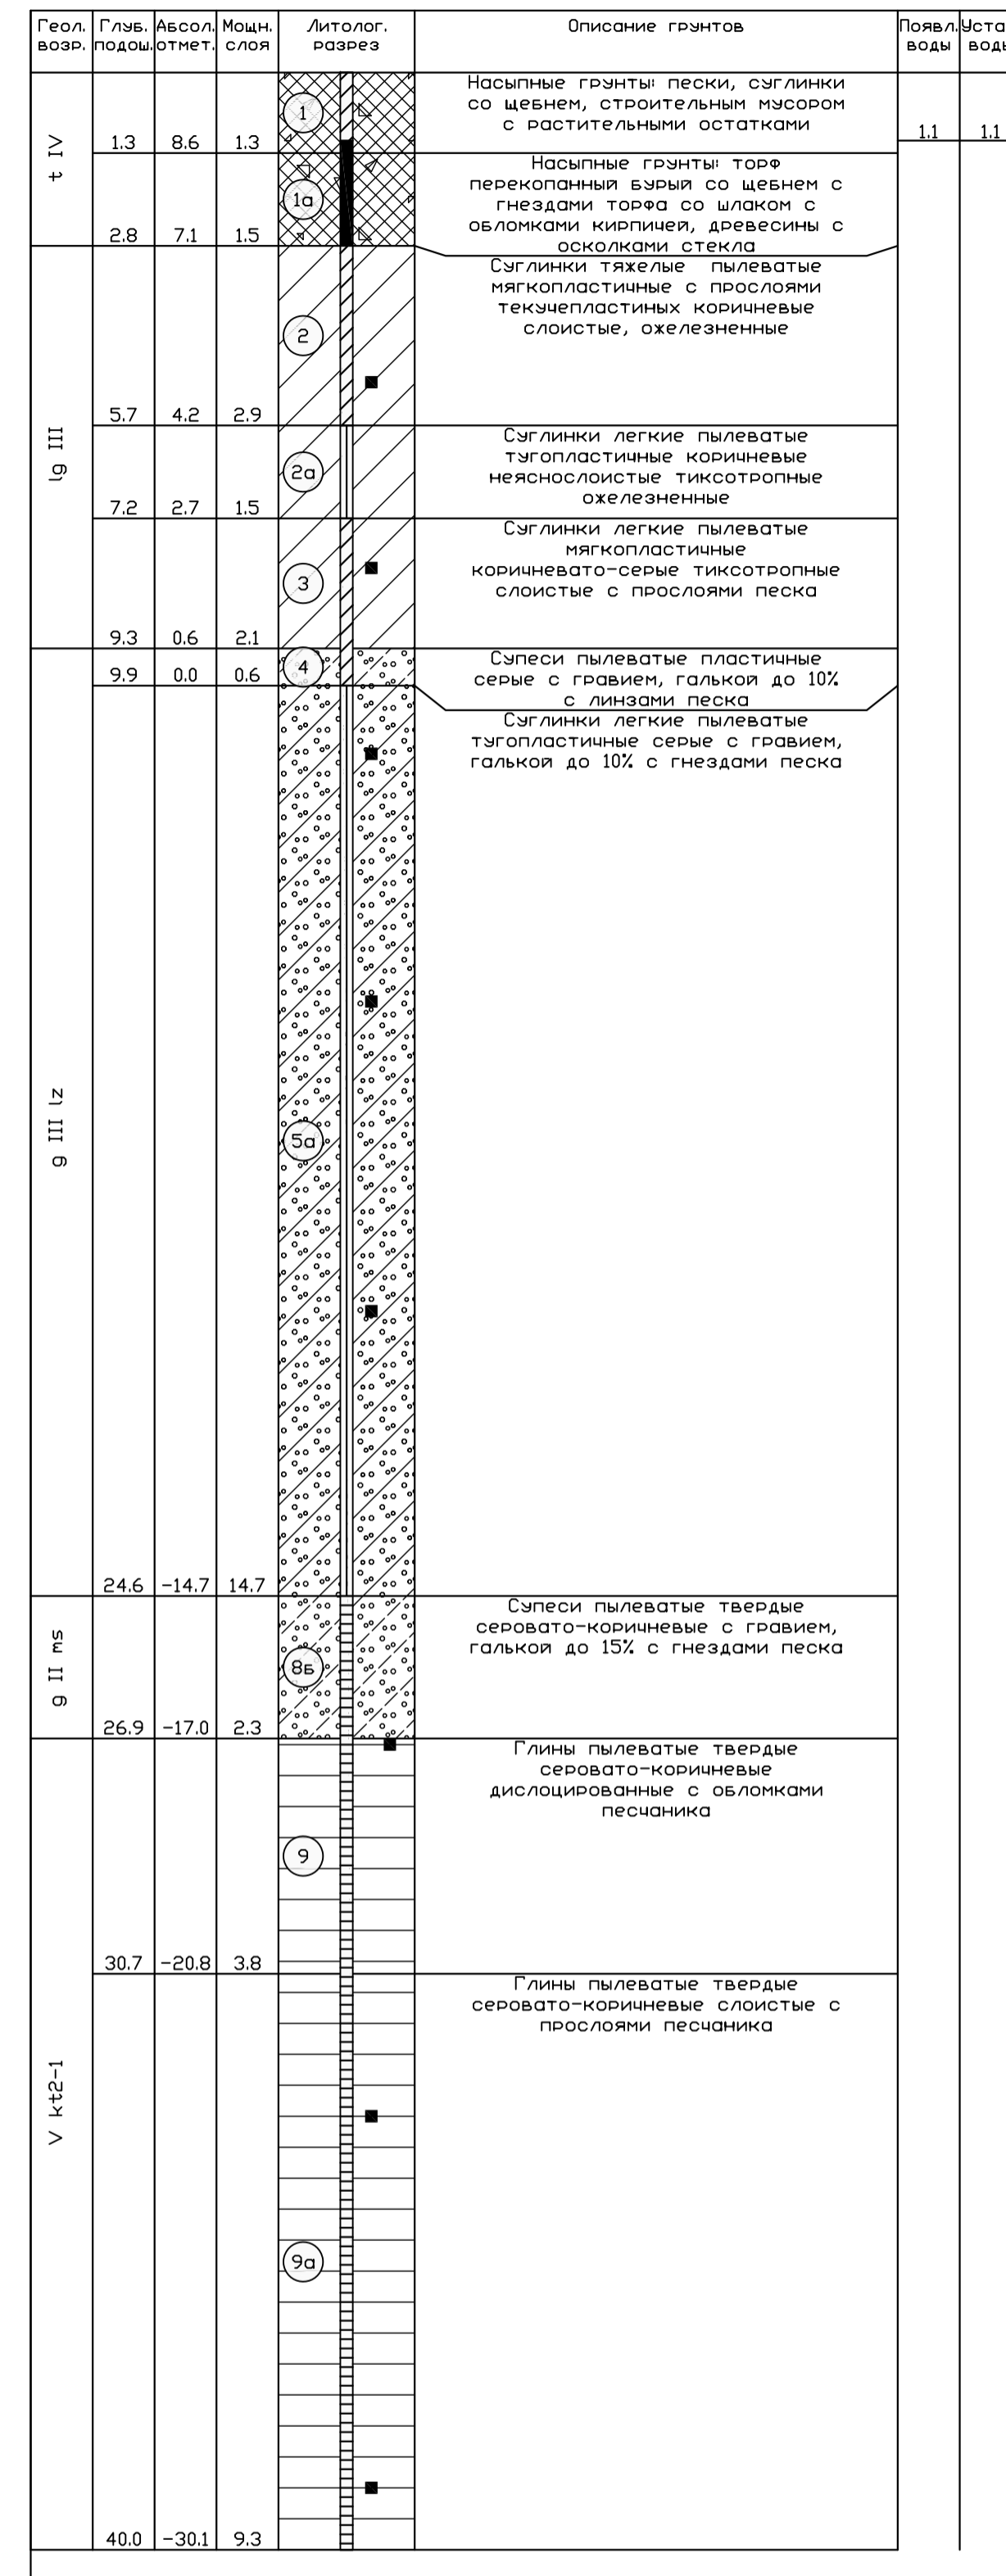 Геол. возр. Глуб. подош. Абсол. отмет. Мощн. слоя Литолог. разрез Описание грунтов Появл. воды
t IV
Насыпные грунты: пески, суглинки
со щебнем, строительным мусором
с растительными остатками
1.3 8.6 1.3 1
1.1 1.1
Насыпные грунты: торф
перекопанный бурый со щебнем с
гнездами торфа со шлаком с
обломками кирпичей, древесины с
осколками стекла
2.8 7.1 1.5 1а
lg III
Суглинки тяжелые пылеватые
мягкопластичные с прослоями
текучепластиных коричневые
слоистые, ожелезненные
5.7 4.2 2.9 2
Суглинки легкие пылеватые
тугопластичные коричневые
неяснослоистые тиксотропные
ожелезненные
7.2 2.7 1.5 2а
Суглинки легкие пылеватые
мягкопластичные
коричневато-серые тиксотропные
слоистые с прослоями песка
9.3 0.6 2.1 3
g III lz
Супеси пылеватые пластичные
серые с гравием, галькой до 10%
с линзами песка
9.9 0.0 0.6 4
Суглинки легкие пылеватые
тугопластичные серые с гравием,
галькой до 10% с гнездами песка
24.6 -14.7 14.7 5а
g II ms
Супеси пылеватые твердые
серовато-коричневые с гравием,
галькой до 15% с гнездами песка
26.9 -17.0 2.3 8б
V kt2-1
Глины пылеватые твердые
серовато-коричневые
дислоцированные с обломками
песчаника
30.7 -20.8 3.8 9
Глины пылеватые твердые
серовато-коричневые слоистые с
прослоями песчаника
40.0 -30.1 9.3 9а